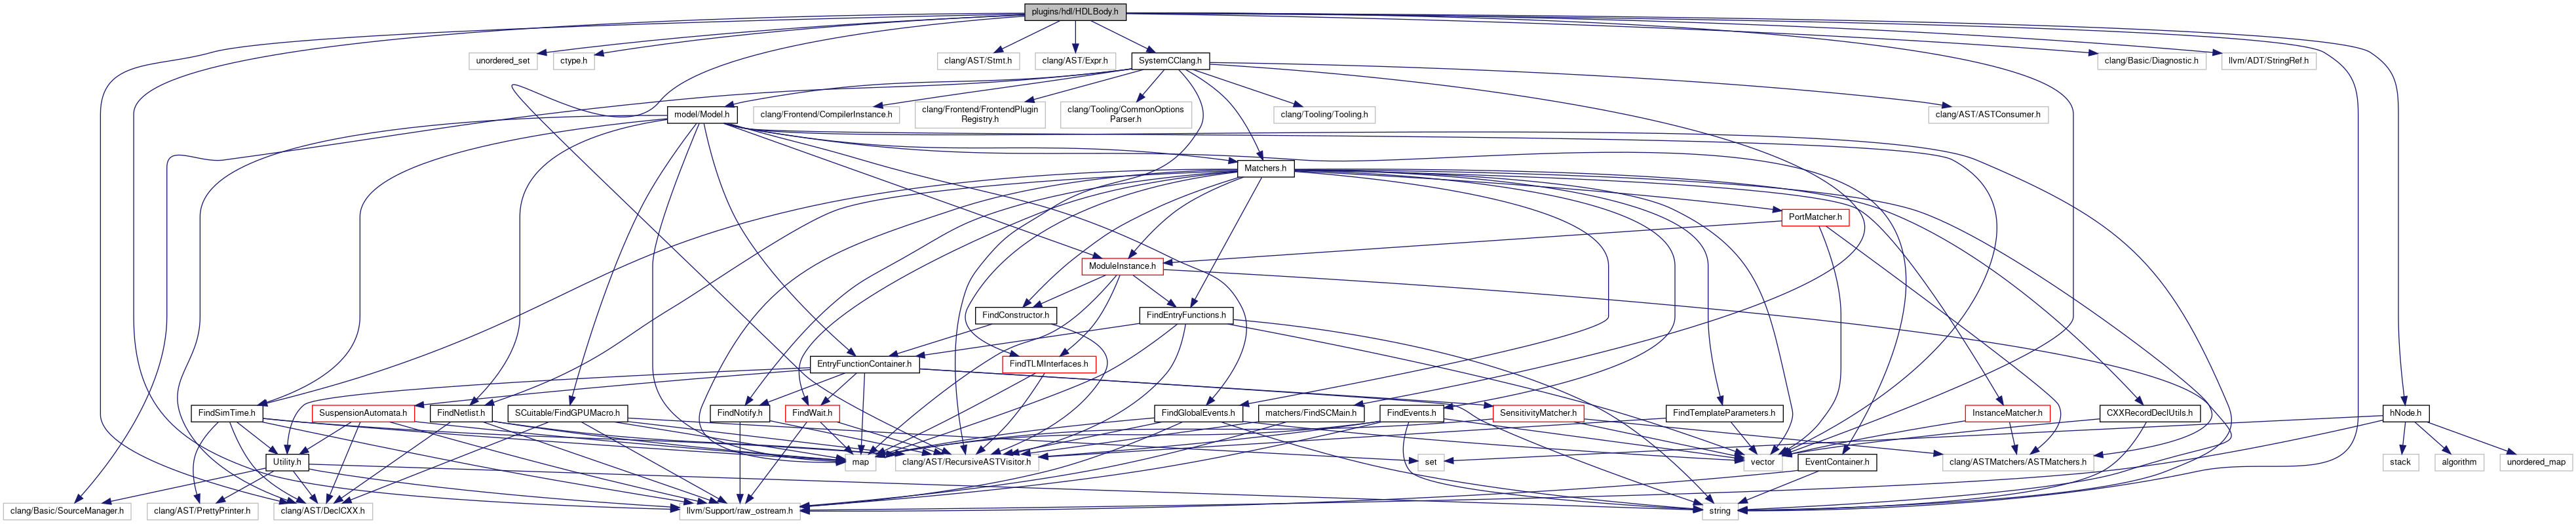 plugins/hdl/HDLBody.h
unordered_set
ctype.h
clang/AST/Stmt.h
clang/AST/Expr.h
SystemCClang.h
clang/Basic/Diagnostic.h
llvm/ADT/StringRef.h
model/Model.h
clang/Frontend/CompilerInstance.h
clang/Frontend/FrontendPlugin
Registry.h
clang/Tooling/CommonOptions
Parser.h
clang/Tooling/Tooling.h
clang/AST/ASTConsumer.h
Matchers.h
PortMatcher.h
ModuleInstance.h
FindConstructor.h
FindEntryFunctions.h
EntryFunctionContainer.h
FindTLMInterfaces.h
FindSimTime.h
SuspensionAutomata.h
FindNetlist.h
SCuitable/FindGPUMacro.h
FindNotify.h
FindWait.h
FindGlobalEvents.h
matchers/FindSCMain.h
FindEvents.h
SensitivityMatcher.h
FindTemplateParameters.h
InstanceMatcher.h
CXXRecordDeclUtils.h
hNode.h
Utility.h
map
clang/AST/RecursiveASTVisitor.h
set
vector
EventContainer.h
clang/ASTMatchers/ASTMatchers.h
stack
algorithm
unordered_map
clang/Basic/SourceManager.h
clang/AST/PrettyPrinter.h
clang/AST/DeclCXX.h
llvm/Support/raw_ostream.h
string